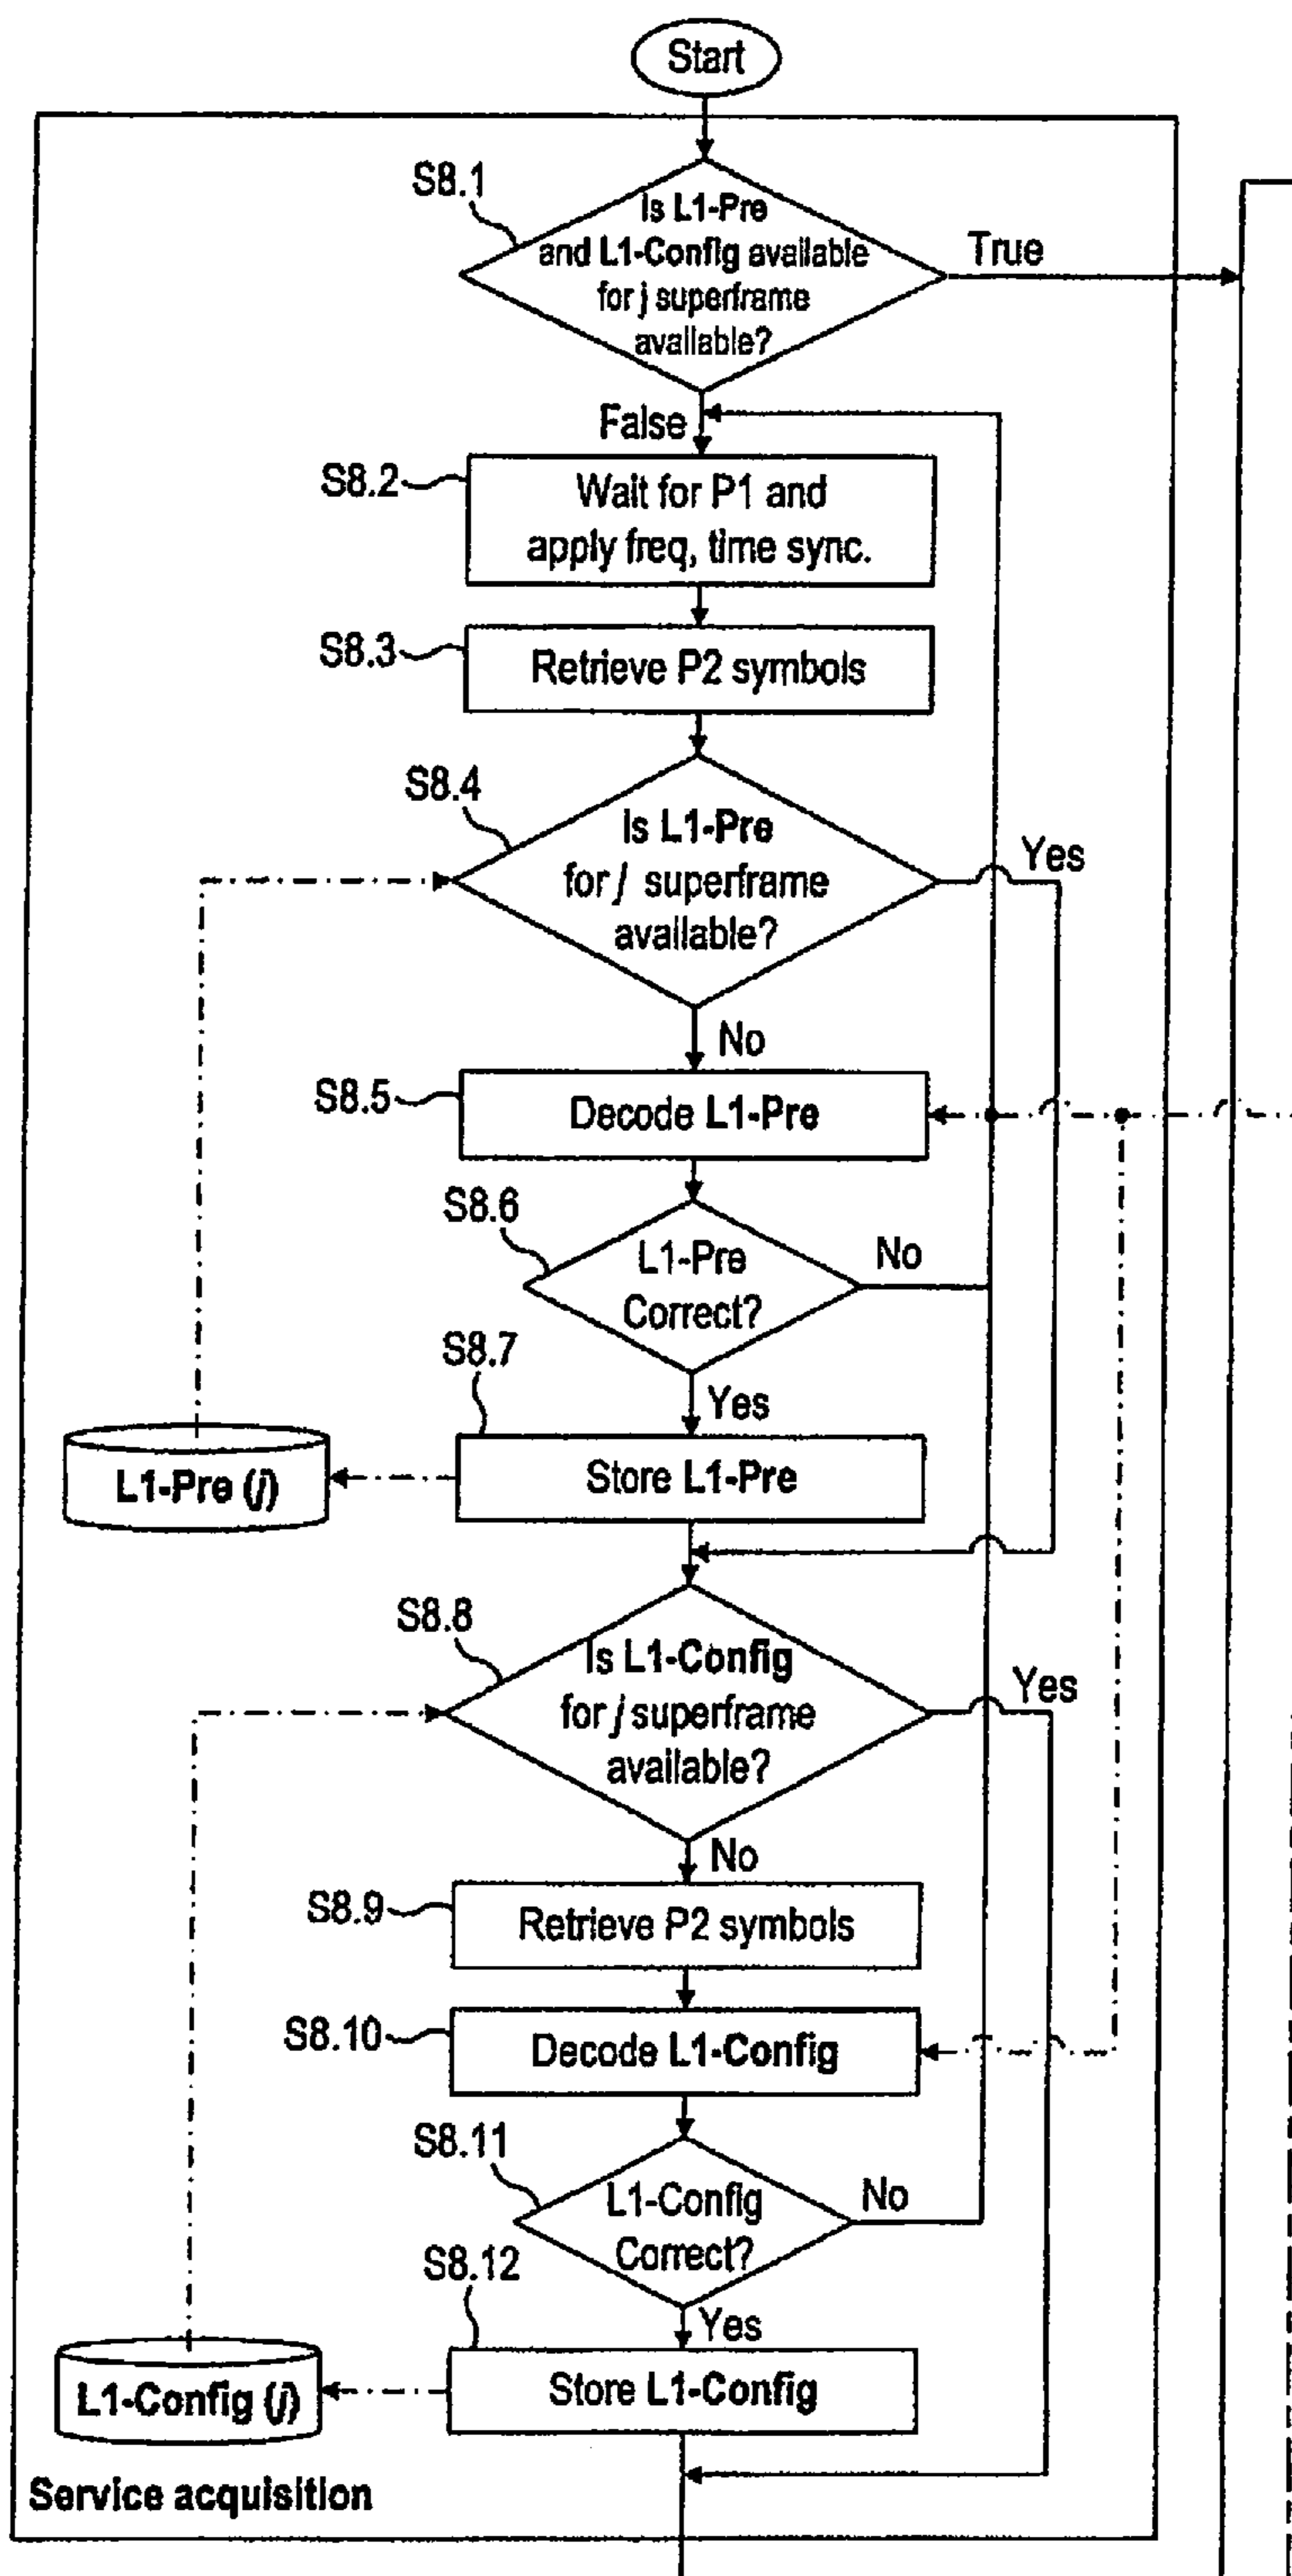 Start
S8.1
Is L1-Pre
and L1-Config available
for j superframe
available?
True
False
S8.2
Wait for P1 and
apply freq, time sync.
S8.3
Retrieve P2 symbols
S8.4
Is L1-Pre
for j superframe
available?
Yes
No
S8.5
Decode L1-Pre
S8.6
L1-Pre
Correct?
No
S8.7
Yes
L1-Pre (j)
Store L1-Pre
S8.8
Is L1-Config
for j superframe
available?
Yes
No
S8.9
Retrieve P2 symbols
S8.10
Decode L1-Config
S8.11
L1-Config
Correct?
No
S8.12
Yes
L1-Config (j)
Store L1-Config
Service acquisition